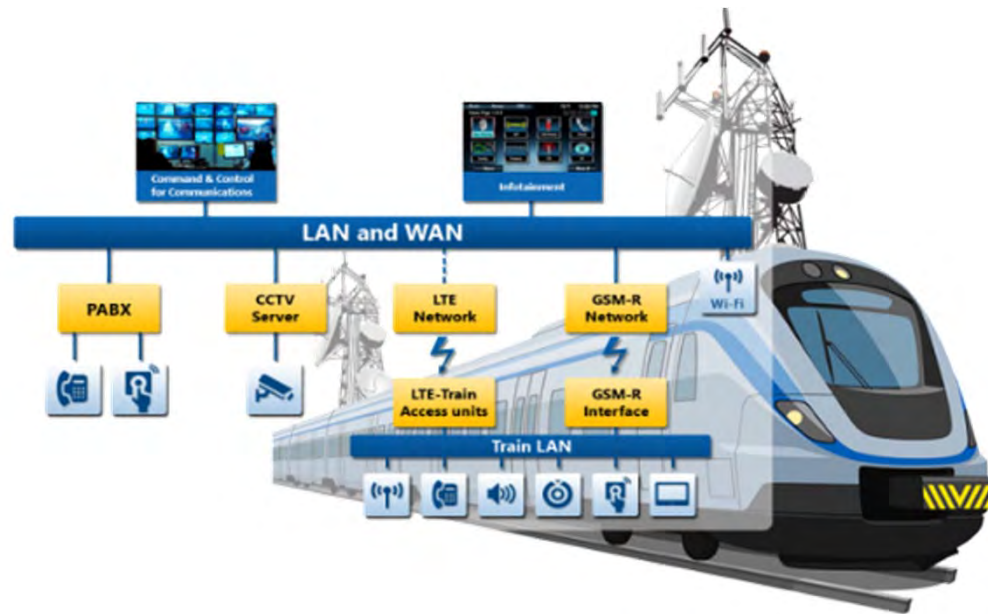 Command & Control
for Communications
Infotainment
LAN and WAN
PABX
CCTV
Server
LTE
Network
GSM-R
Network
Wi-Fi
LTE-Train
Access units
GSM-R
Interface
Train LAN